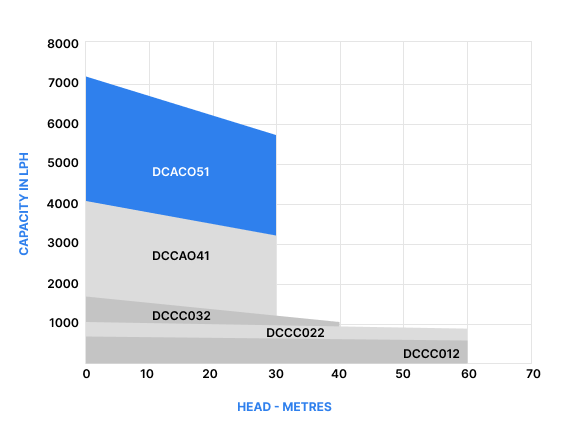 8000
7000
6000
5000
4000
3000
2000
1000
CAPACITY IN LPH
DCACO51
DCCAO41
DCCC032
DCCC022
DCCC012
0 10 20 30 40 50 60 70
HEAD - METRES